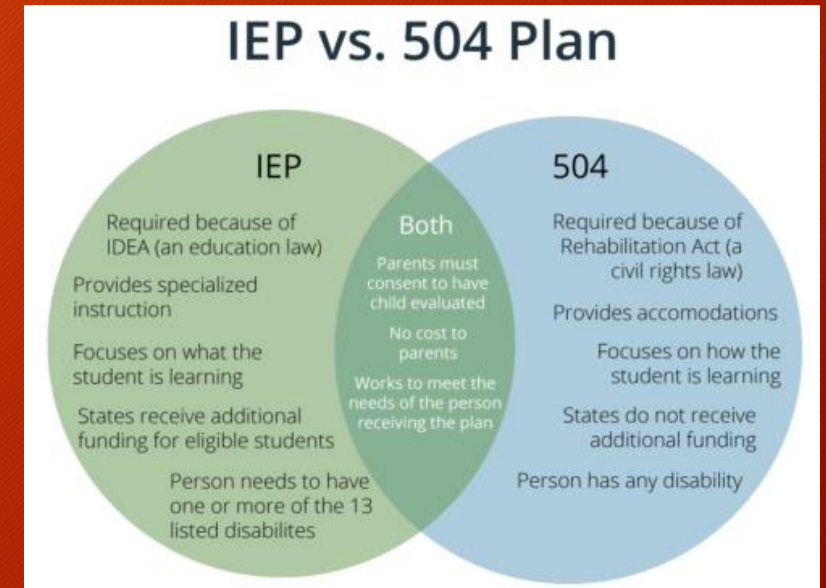 IEP vs. 504 Plan
IEP
Required because of
IDEA (an education law)
Provides specialized
instruction
Focuses on what the
student is learning
States receive additional
funding for eligible students
Person needs to have
one or more of the 13
listed disabilites
Both
Parents must
consent to have
child evaluated
No cost to
parents
Works to meet the
needs of the person
receiving the plan
504
Required because of
Rehabilitation Act (a
civil rights law)
Provides accomodations
Focuses on how the
student is learning
States do not receive
additional funding
Person has any disability